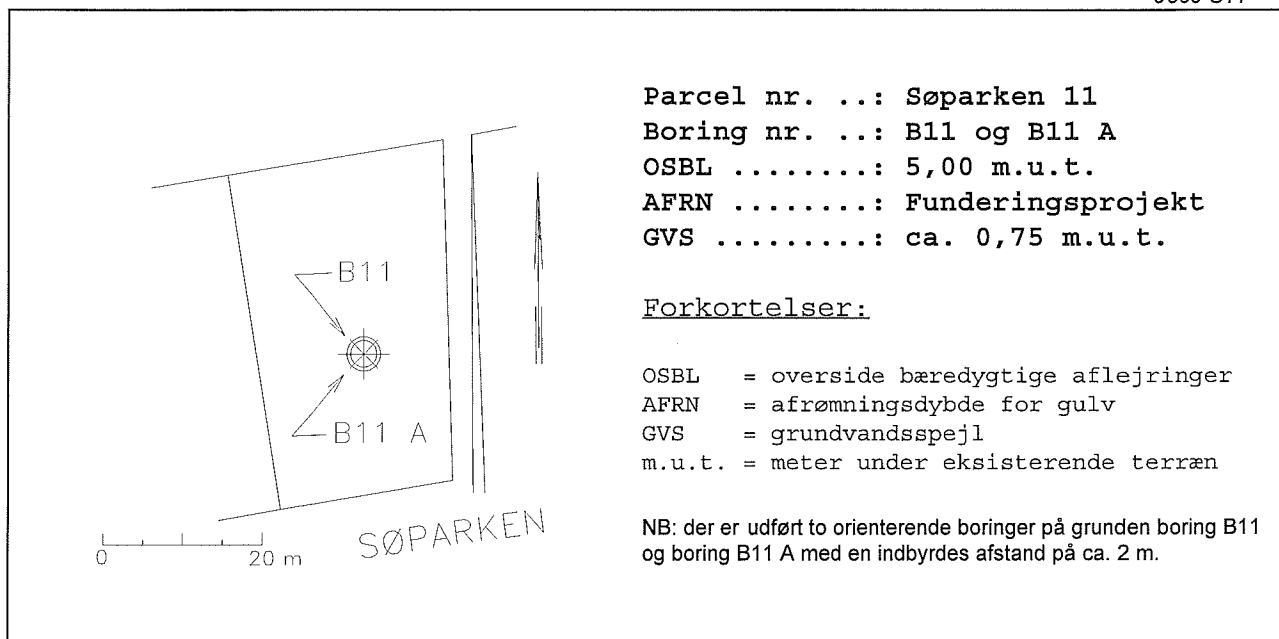 Parcel nr. ..: Søparken 11
Boring nr. ..: B11 og B11 A
OSBL ........: 5,00 m.u.t.
AFRN ........: Funderingsprojekt
GVS .........: ca. 0,75 m.u.t.
Forkortelser:
OSBL = overside bæredygtige aflejringer
AFRN = afrømningsdybde for gulv
GVS = grundvandsspejl
m.u.t. = meter under eksisterende terræn
NB: der er udført to orienterende boringer på grunden boring B11
og boring B11 A med en indbyrdes afstand på ca. 2 m.
B11
B11 A
SØPARKEN
0 20 m